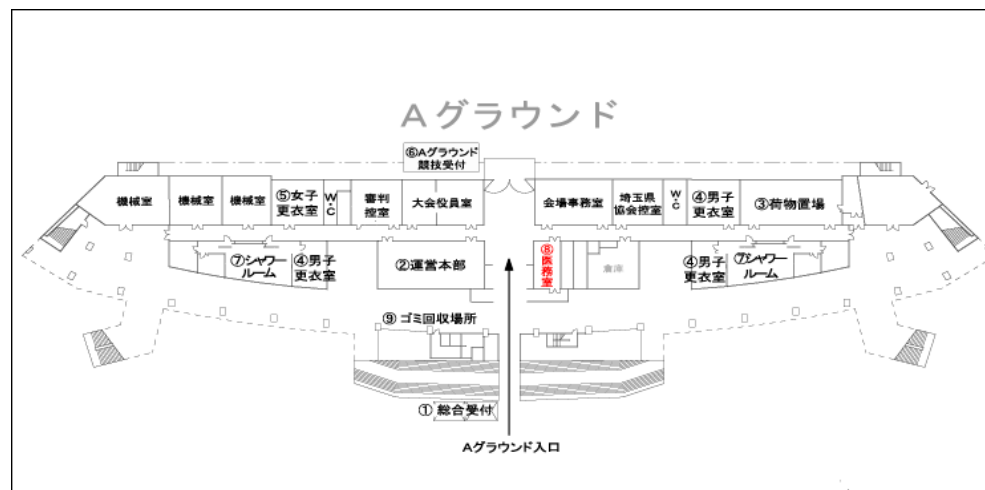 Aグラウンド
⑥Aグラウンド
競技受付
機械室
機械室
機械室
⑤女子
更衣室
W・C
審判
控室
大会役員室
会場事務室
埼玉県
協会控室
W・C
④男子
更衣室
③荷物置場
⑦シャワー
ルーム
④男子
更衣室
②運営本部
⑧医務室
倉庫
④男子
更衣室
⑦シャワー
ルーム
⑨ ゴミ回収場所
① 総合受付
Aグラウンド入口